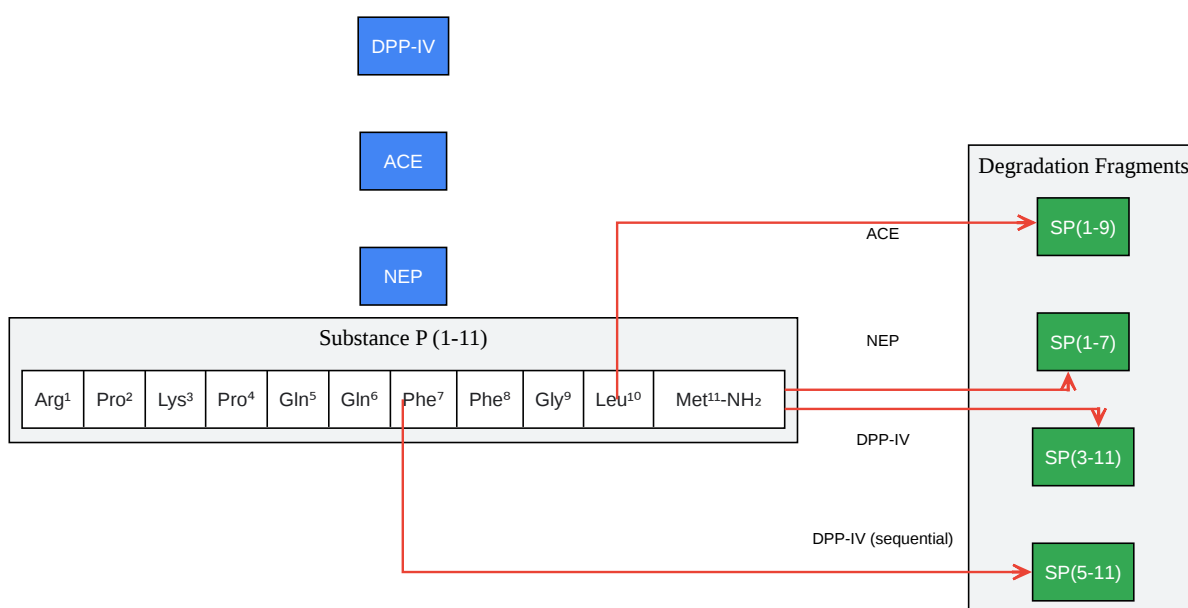 DPP-IV
ACE
NEP
Substance P (1-11)
Arg¹ Pro² Lys³ Pro⁴ Gln⁵ Gln⁶ Phe⁷ Phe⁸ Gly⁹ Leu¹⁰ Met¹¹-NH₂
ACE
NEP
DPP-IV
DPP-IV (sequential)
Degradation Fragments
SP(1-9)
SP(1-7)
SP(3-11)
SP(5-11)